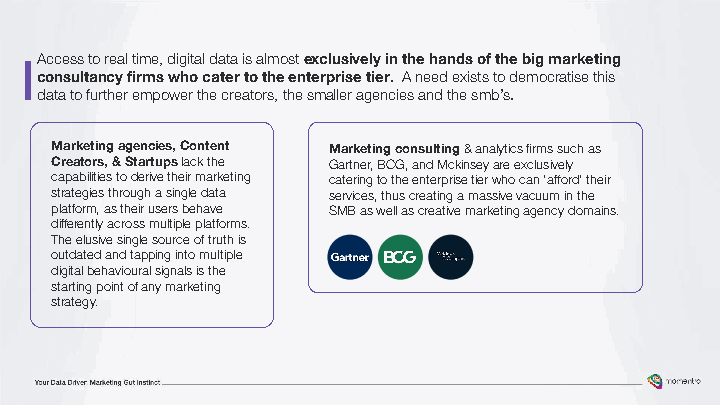 Access to real time, digital data is almost exclusively in the hands of the big marketing
consultancy firms who cater to the enterprise tier.  A need exists to democratise this
data to further empower the creators, the smaller agencies and the smb's.
Marketing agencies, Content
Creators, & Startups lack the
capabilities to derive their marketing
strategies through a single data
platform, as their users behave
differently across multiple platforms.
The elusive single source of truth is
outdated and tapping into multiple
digital behavioural signals is the
starting point of any marketing
strategy.
Marketing consulting & analytics firms such as
Gartner, BCG, and Mckinsey are exclusively
catering to the enterprise tier who can 'afford' their
services, thus creating a massive vacuum in the
SMB as well as creative marketing agency domains.
Gartner
BCG
Your Data Driven Marketing Gut Instinct
momentro